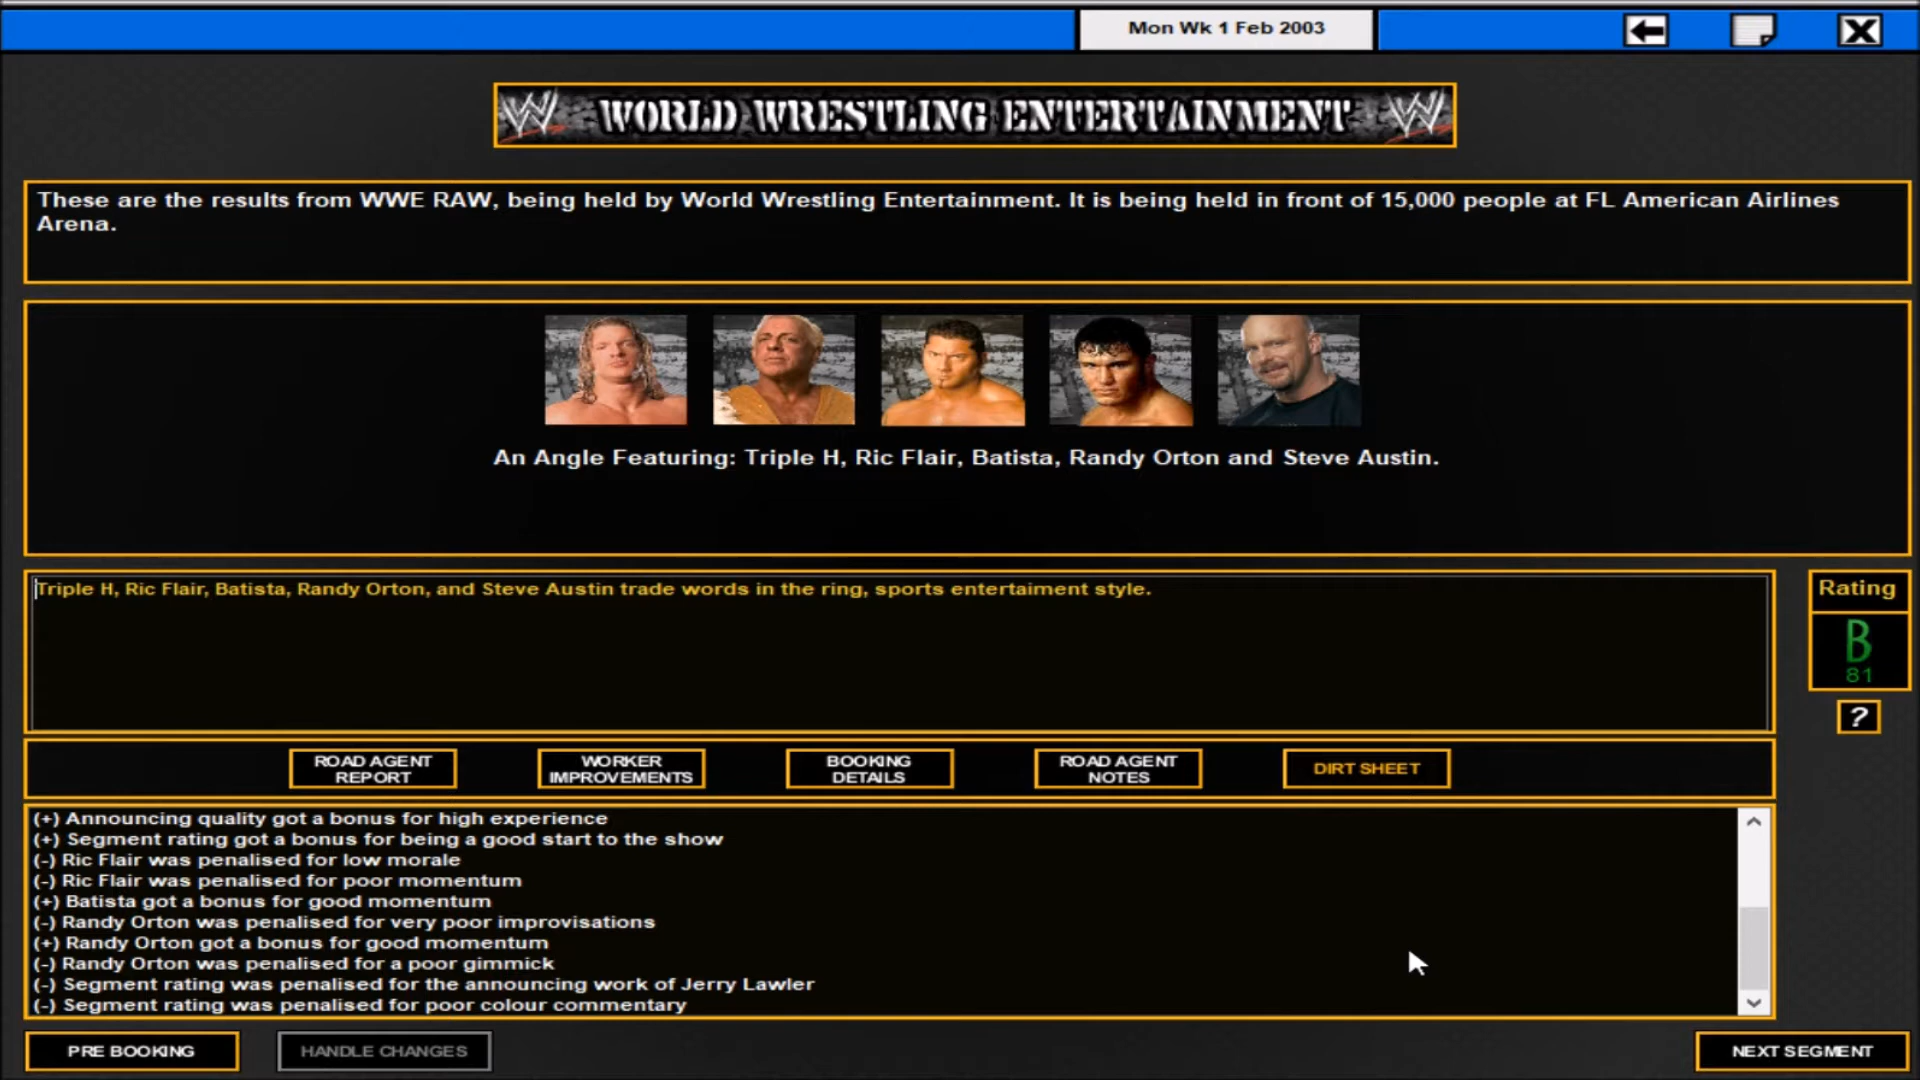 Mon Wk 1 Feb 2003
WORLD WRESTLING ENTERTAINMENT
These are the results from WWE RAW, being held by World Wrestling Entertainment. It is being held in front of 15,000 people at FL American Airlines
Arena.
An Angle Featuring: Triple H, Ric Flair, Batista, Randy Orton and Steve Austin.
Triple H, Ric Flair, Batista, Randy Orton, and Steve Austin trade words in the ring, sports entertaiment style.
Rating
B
81
?
ROAD AGENT
REPORT
WORKER
IMPROVEMENTS
BOOKING
DETAILS
ROAD AGENT
NOTES
DIRT SHEET
(+) Announcing quality got a bonus for high experience
(+) Segment rating got a bonus for being a good start to the show
(-) Ric Flair was penalised for low morale
(-) Ric Flair was penalised for poor momentum
(+) Batista got a bonus for good momentum
(-) Randy Orton was penalised for very poor improvisations
(+) Randy Orton got a bonus for good momentum
(-) Randy Orton was penalised for a poor gimmick
(-) Segment rating was penalised for the announcing work of Jerry Lawler
(-) Segment rating was penalised for poor colour commentary
PRE BOOKING
HANDLE CHANGES
NEXT SEGMENT